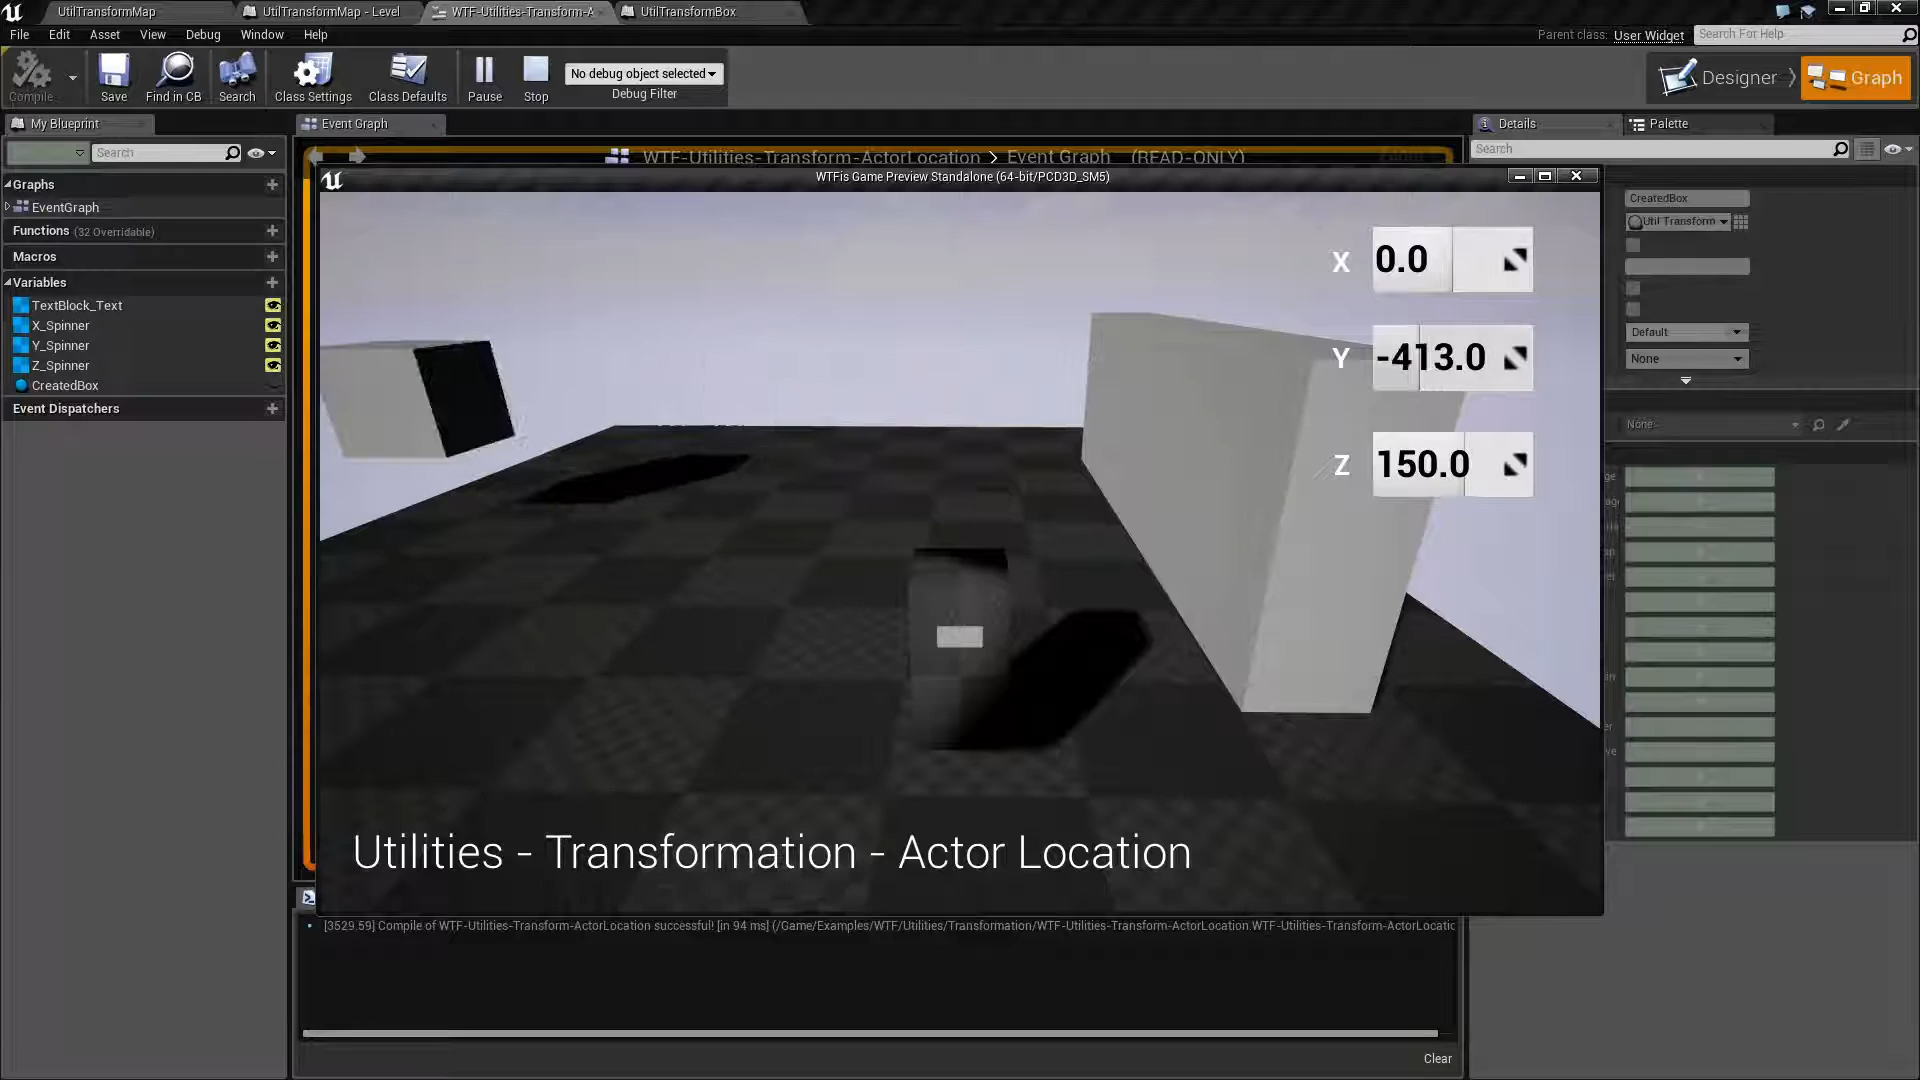 UtilTransformMap
UtilTransformMap - Level
WTF-Utilities-Transform-A
UtilTransformBox
File
Edit
Asset
View
Debug
Window
Help
Parent class:
User Widget
Search For Help
Compile
Save
Find in CB
Search
Class Settings
Class Defaults
Pause
Stop
No debug object selected
Debug Filter
Designer
Graph
My Blueprint
Event Graph
Details
Palette
Search
Search
WTF-Utilities-Transform-ActorLocation > Event Graph (READ-ONLY)
WTFis Game Preview Standalone (64-bit/PCD3D_SM5)
Graphs
EventGraph
Functions (32 Overridable)
Macros
Variables
TextBlock_Text
X_Spinner
Y_Spinner
Z_Spinner
CreatedBox
Event Dispatchers
X 0.0
Y -413.0
Z 150.0
Utilities - Transformation - Actor Location
CreatedBox
Util Transform
Default
None
None
[3529.59] Compile of WTF-Utilities-Transform-ActorLocation successful! [in 94 ms] (/Game/Examples/WTF/Utilities/Transformation/WTF-Utilities-Transform-ActorLocation.WTF-Utilities-Transform-ActorLocatic
Clear